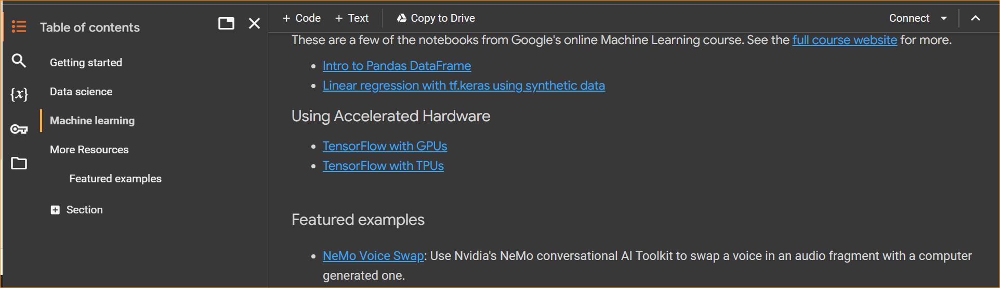 Table of contents
Getting started
Data science
{x}
Machine learning
More Resources
Featured examples
Section
+ Code + Text Copy to Drive Connect
These are a few of the notebooks from Google's online Machine Learning course. See the full course website for more.
• Intro to Pandas DataFrame
• Linear regression with tf.keras using synthetic data
Using Accelerated Hardware
• TensorFlow with GPUs
• TensorFlow with TPUs
Featured examples
• NeMo Voice Swap: Use Nvidia's NeMo conversational AI Toolkit to swap a voice in an audio fragment with a computer
generated one.